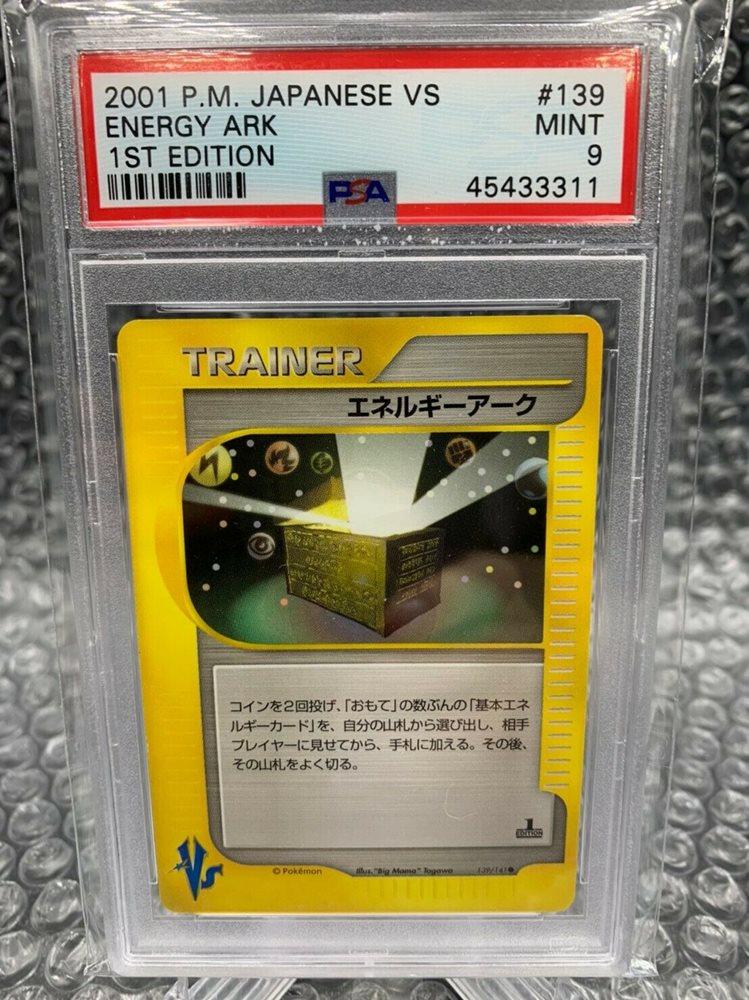 2001 P.M. JAPANESE VS #139
ENERGY ARK MINT
1ST EDITION 9
PSA 45433311
TRAINER
エネルギーアーク
コインを2回投げ、「おもて」の数ぶんの「基本エネ
ルギーカード」を、自分の山札から選び出し、相手
プレイヤーに見せてから、手札に加える。その後、
その山札をよく切る。
1
EDITION
VS
© Pokémon Illus. "Big Mama" Tagawa 139/141●